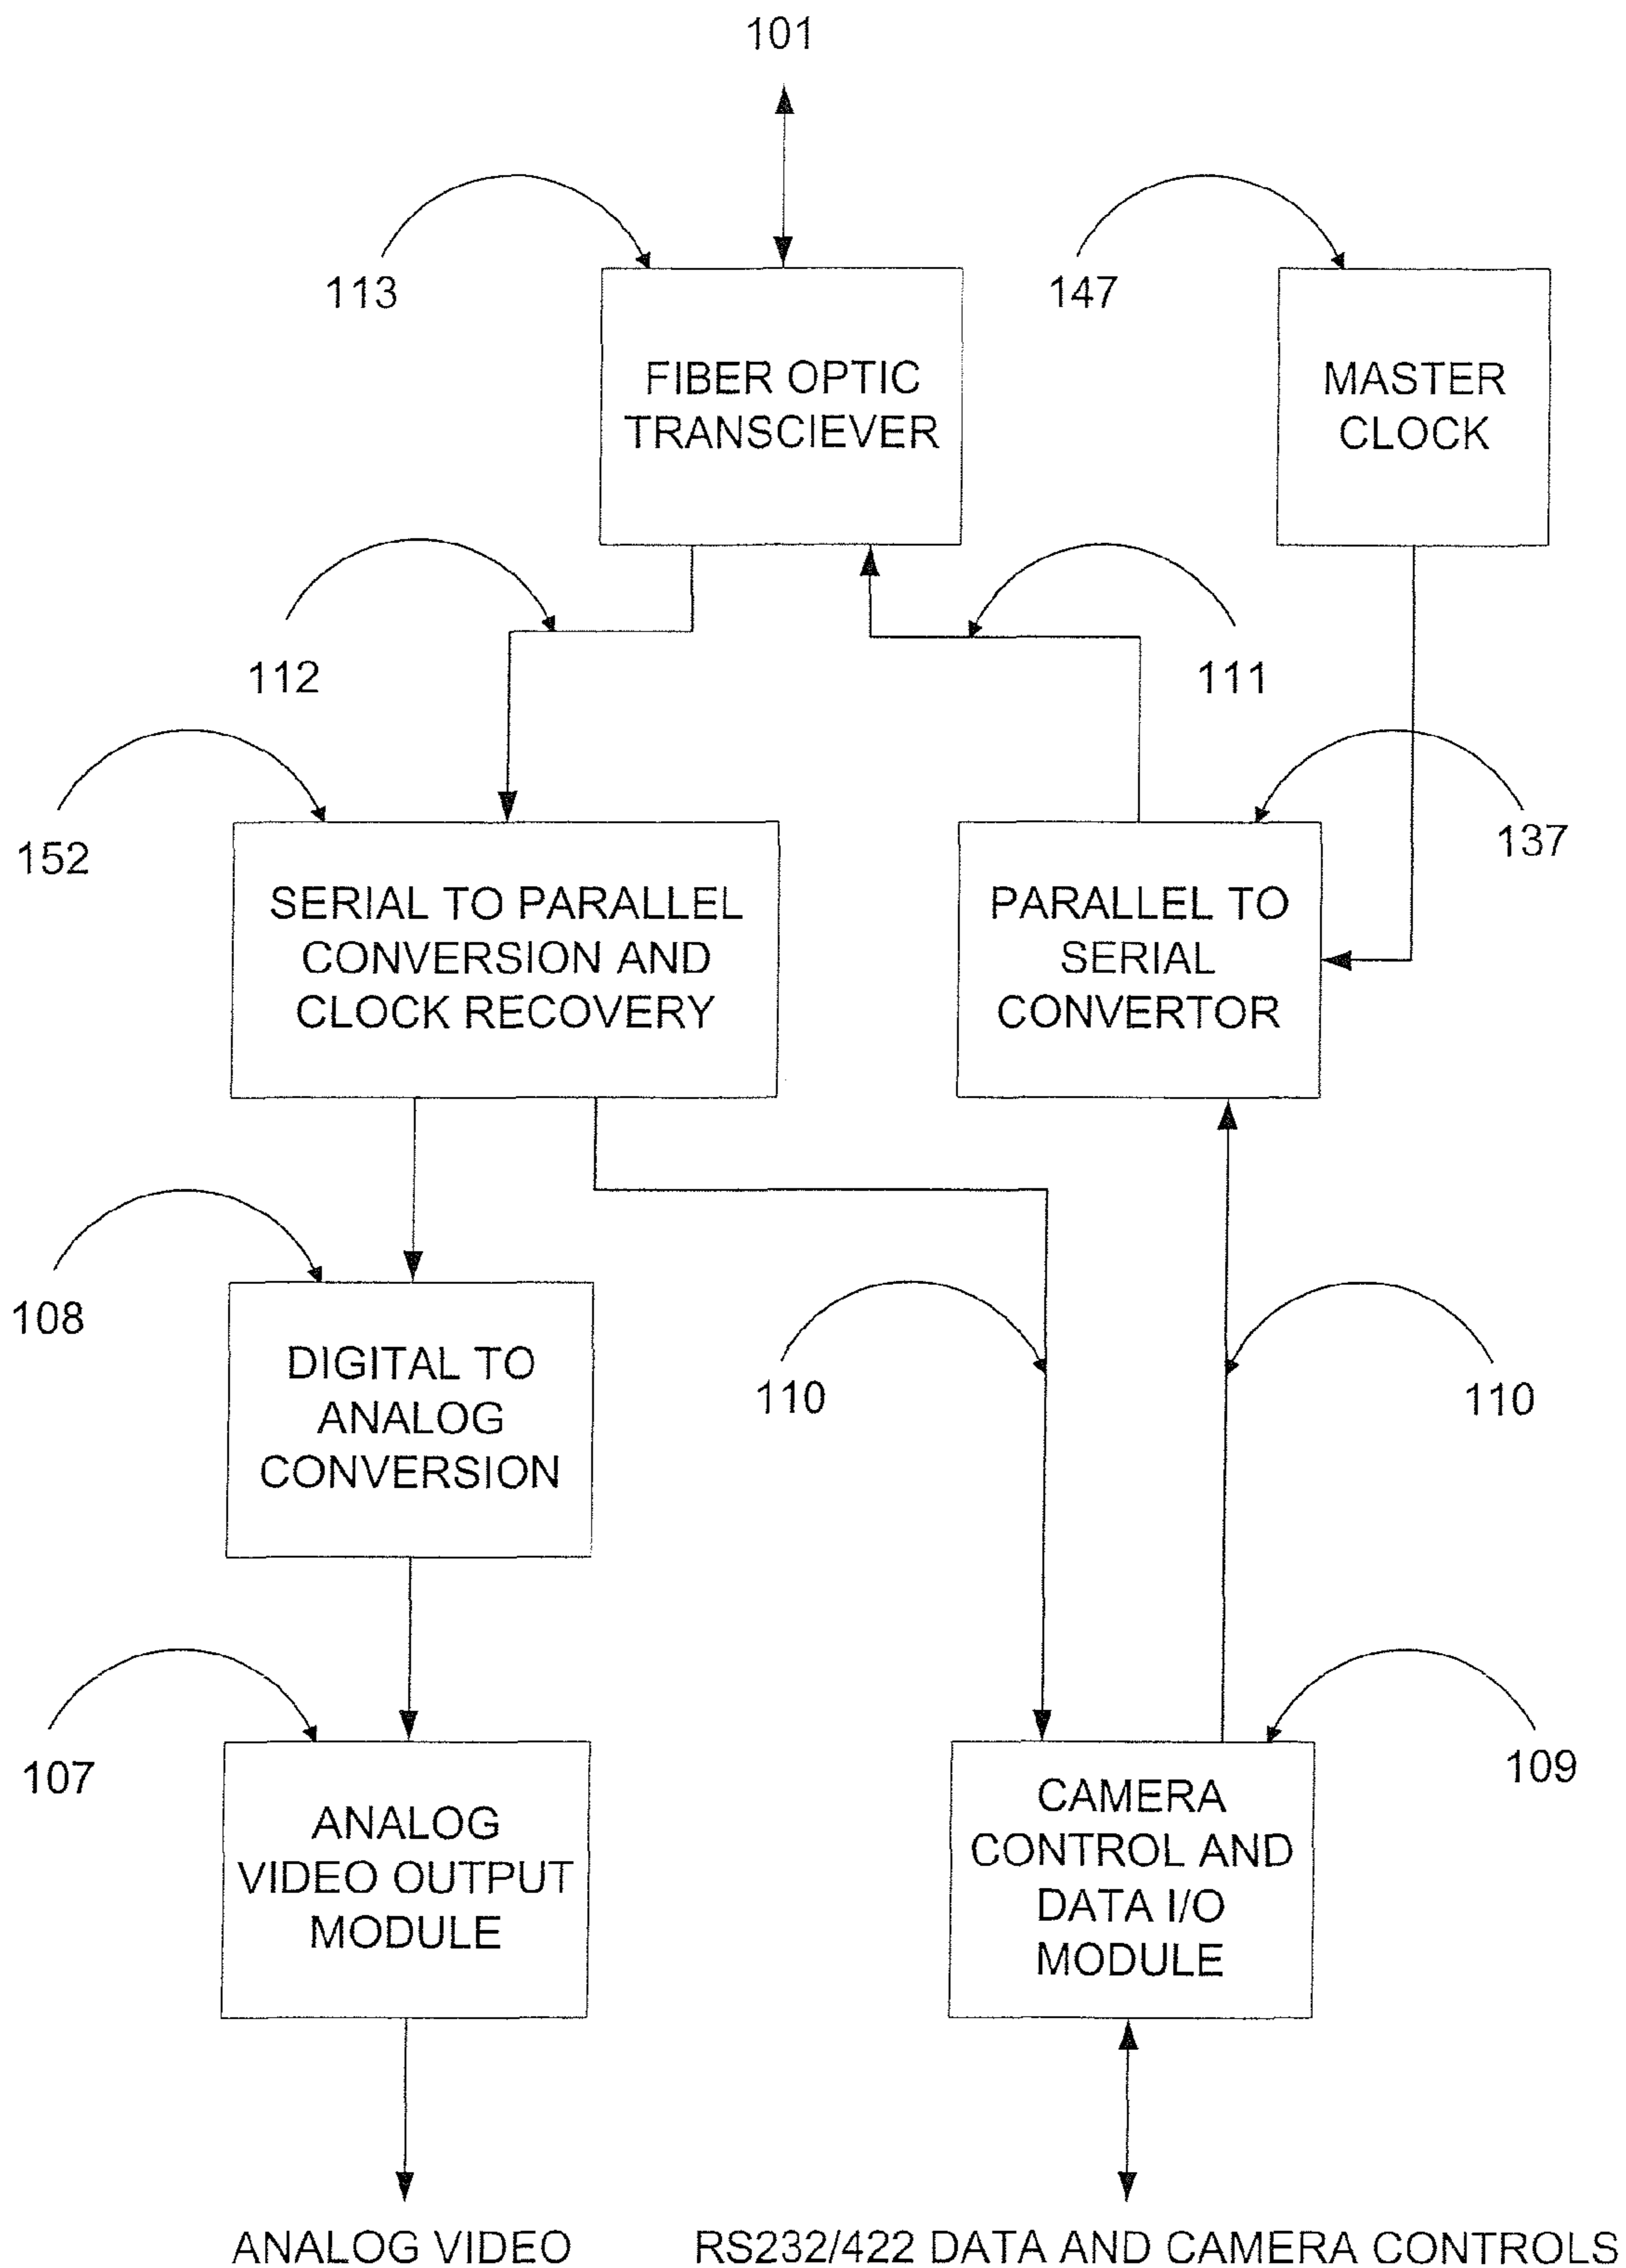 101
113
147
FIBER OPTIC
TRANSCIEVER
MASTER
CLOCK
112
111
152
137
SERIAL TO PARALLEL
CONVERSION AND
CLOCK RECOVERY
PARALLEL TO
SERIAL
CONVERTOR
108
DIGITAL TO
ANALOG
CONVERSION
110
110
107
109
ANALOG
VIDEO OUTPUT
MODULE
CAMERA
CONTROL AND
DATA I/O
MODULE
ANALOG VIDEO
RS232/422 DATA AND CAMERA CONTROLS